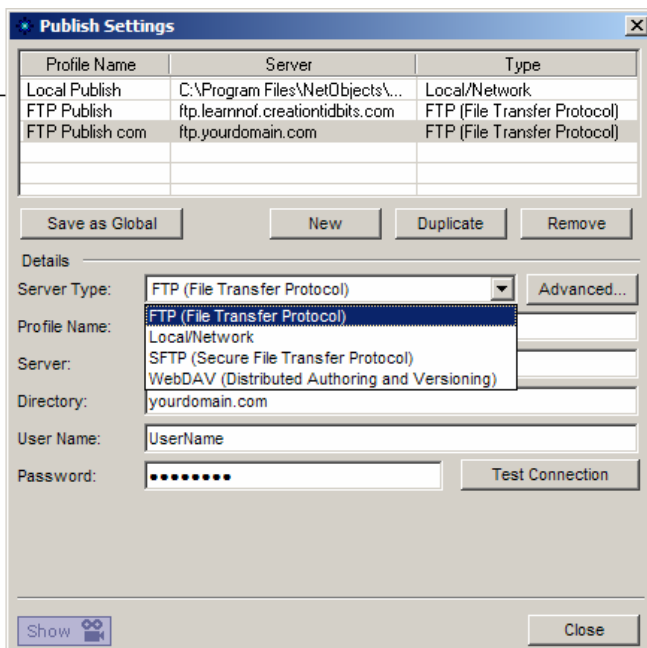 Publish Settings
Profile Name Server Type
Local Publish C:\Program Files\NetObjects\... Local/Network
FTP Publish ftp.learnnof.creationtidbits.com FTP (File Transfer Protocol)
FTP Publish com ftp.yourdomain.com FTP (File Transfer Protocol)
Save as Global New Duplicate Remove
Details
Server Type: FTP (File Transfer Protocol) Advanced...
FTP (File Transfer Protocol)
Profile Name:
Local/Network
Server: SFTP (Secure File Transfer Protocol)
WebDAV (Distributed Authoring and Versioning)
Directory: yourdomain.com
User Name: UserName
Password: ●●●●●●●● Test Connection
Show Close